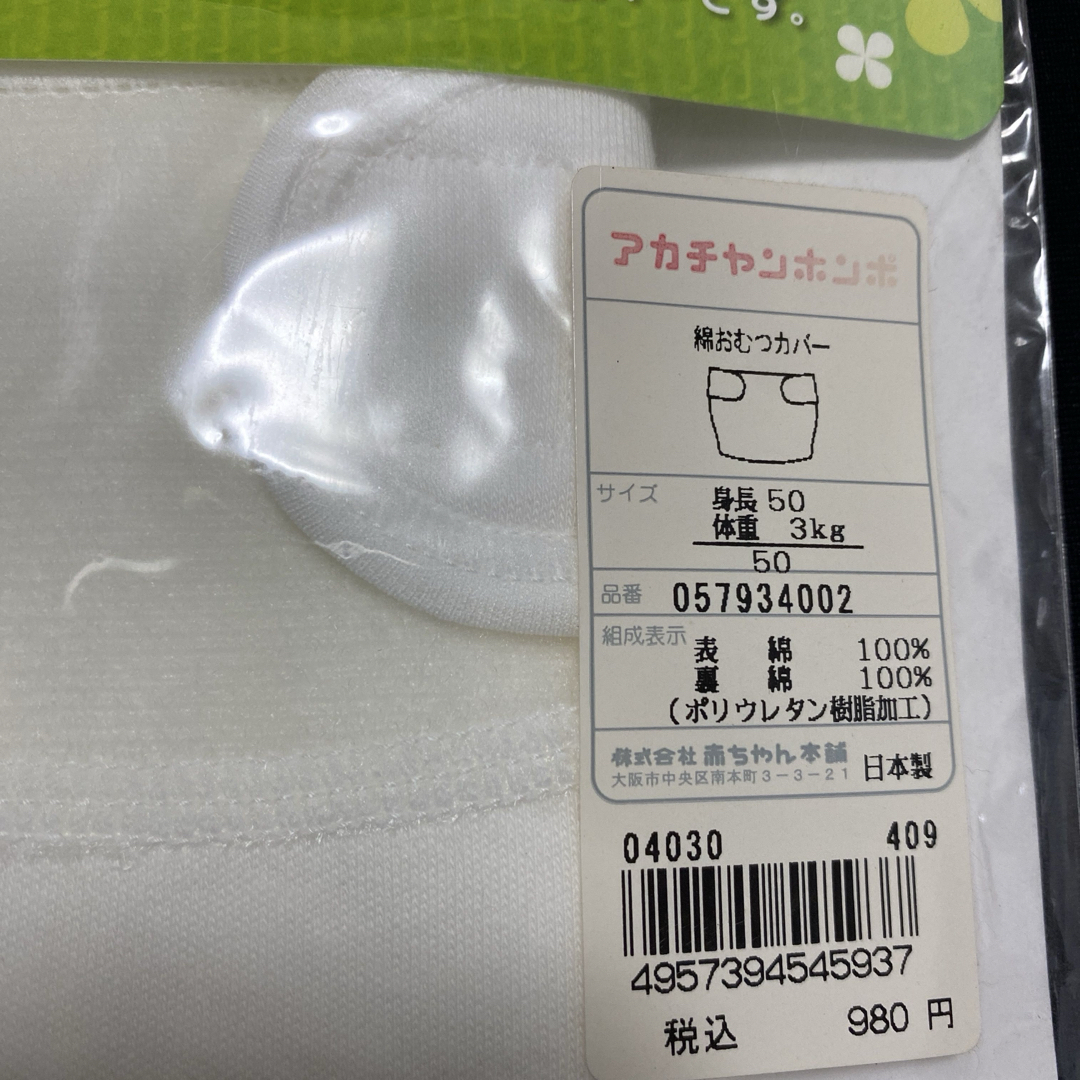 です。
アカチャンホンポ
綿おむつカバー
サイズ
身長 50
体重 3kg
50
品番 057934002
組成表示
表 綿 100%
裏 綿 100%
(ポリウレタン樹脂加工)
株式会社 赤ちゃん本舗
大阪市中央区南本町3-3-21
日本製
04030 409
4957394545937
税込 980 円